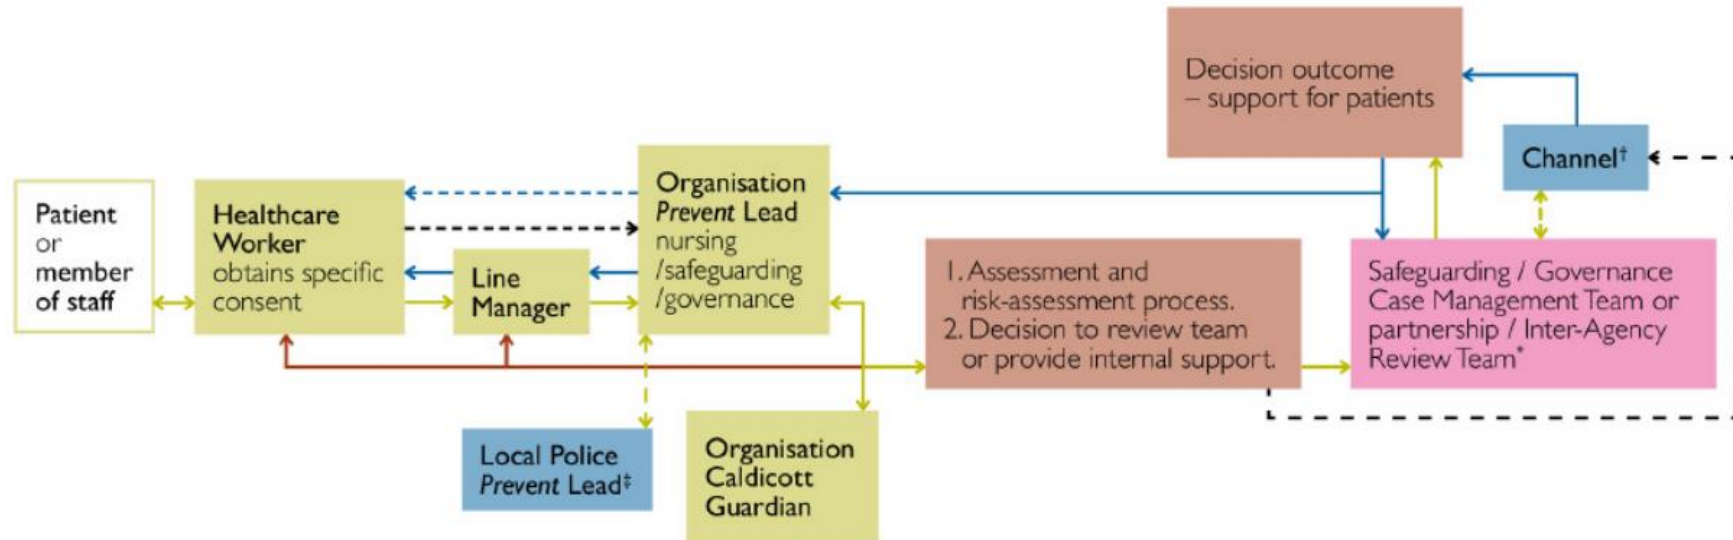 Patient
or
member
of staff
Healthcare
Worker
obtains specific
consent
Line
Manager
Organisation
Prevent Lead
nursing
/safeguarding
/governance
Local Police
Prevent Lead‡
Organisation
Caldicott
Guardian
1. Assessment and
risk-assessment process.
2. Decision to review team
or provide internal support.
Decision outcome
– support for patients
Channel†
Safeguarding / Governance
Case Management Team or
partnership / Inter-Agency
Review Team*